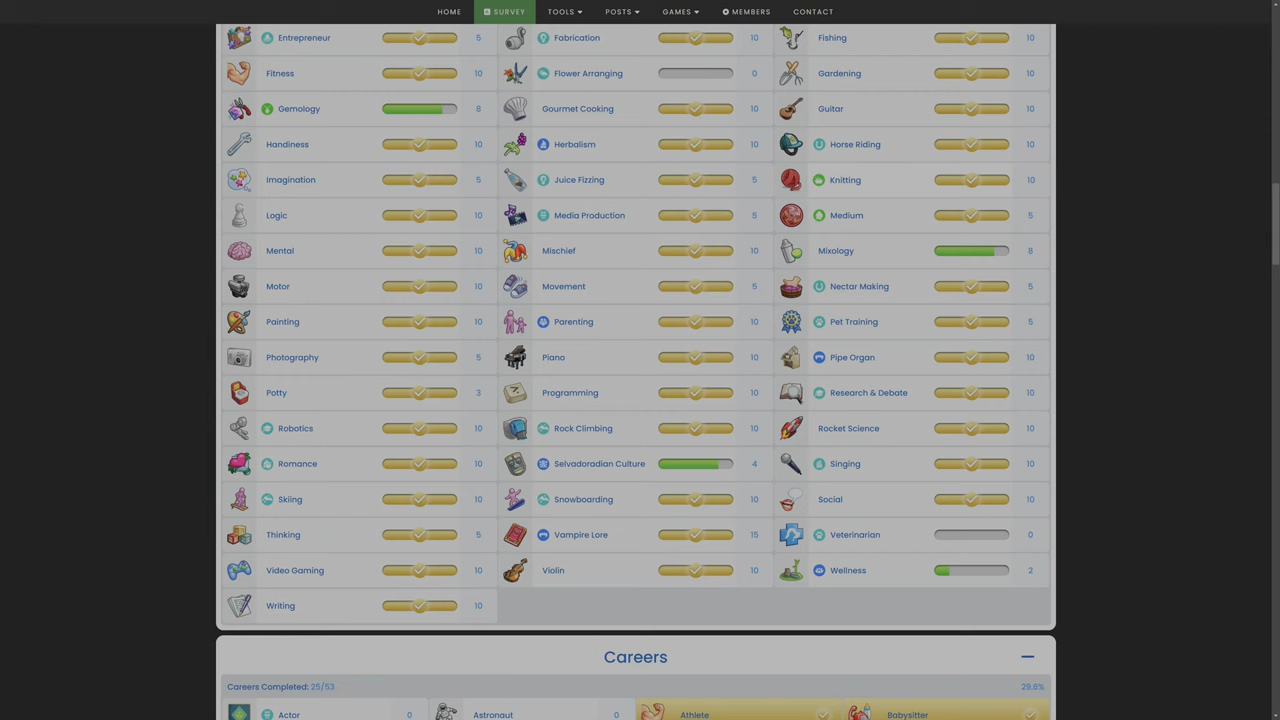 HOME SURVEY TOOLS POSTS GAMES MEMBERS CONTACT
Entrepreneur 5 Fabrication 10 Fishing 10
Fitness 10 Flower Arranging 0 Gardening 10
Gemology 8 Gourmet Cooking 10 Guitar 10
Handiness 10 Herbalism 10 Horse Riding 10
Imagination 5 Juice Fizzing 5 Knitting 10
Logic 10 Media Production 5 Medium 5
Mental 10 Mischief 10 Mixology 8
Motor 10 Movement 5 Nectar Making 5
Painting 10 Parenting 10 Pet Training 5
Photography 5 Piano 10 Pipe Organ 10
Potty 3 Programming 10 Research & Debate 10
Robotics 10 Rock Climbing 10 Rocket Science 10
Romance 10 Selvadoradian Culture 4 Singing 10
Skiing 10 Snowboarding 10 Social 10
Thinking 5 Vampire Lore 15 Veterinarian 0
Video Gaming 10 Violin 10 Wellness 2
Writing 10
Careers
Careers Completed: 25/53 29.6%
Actor 0 Astronaut 0 Athlete Babysitter